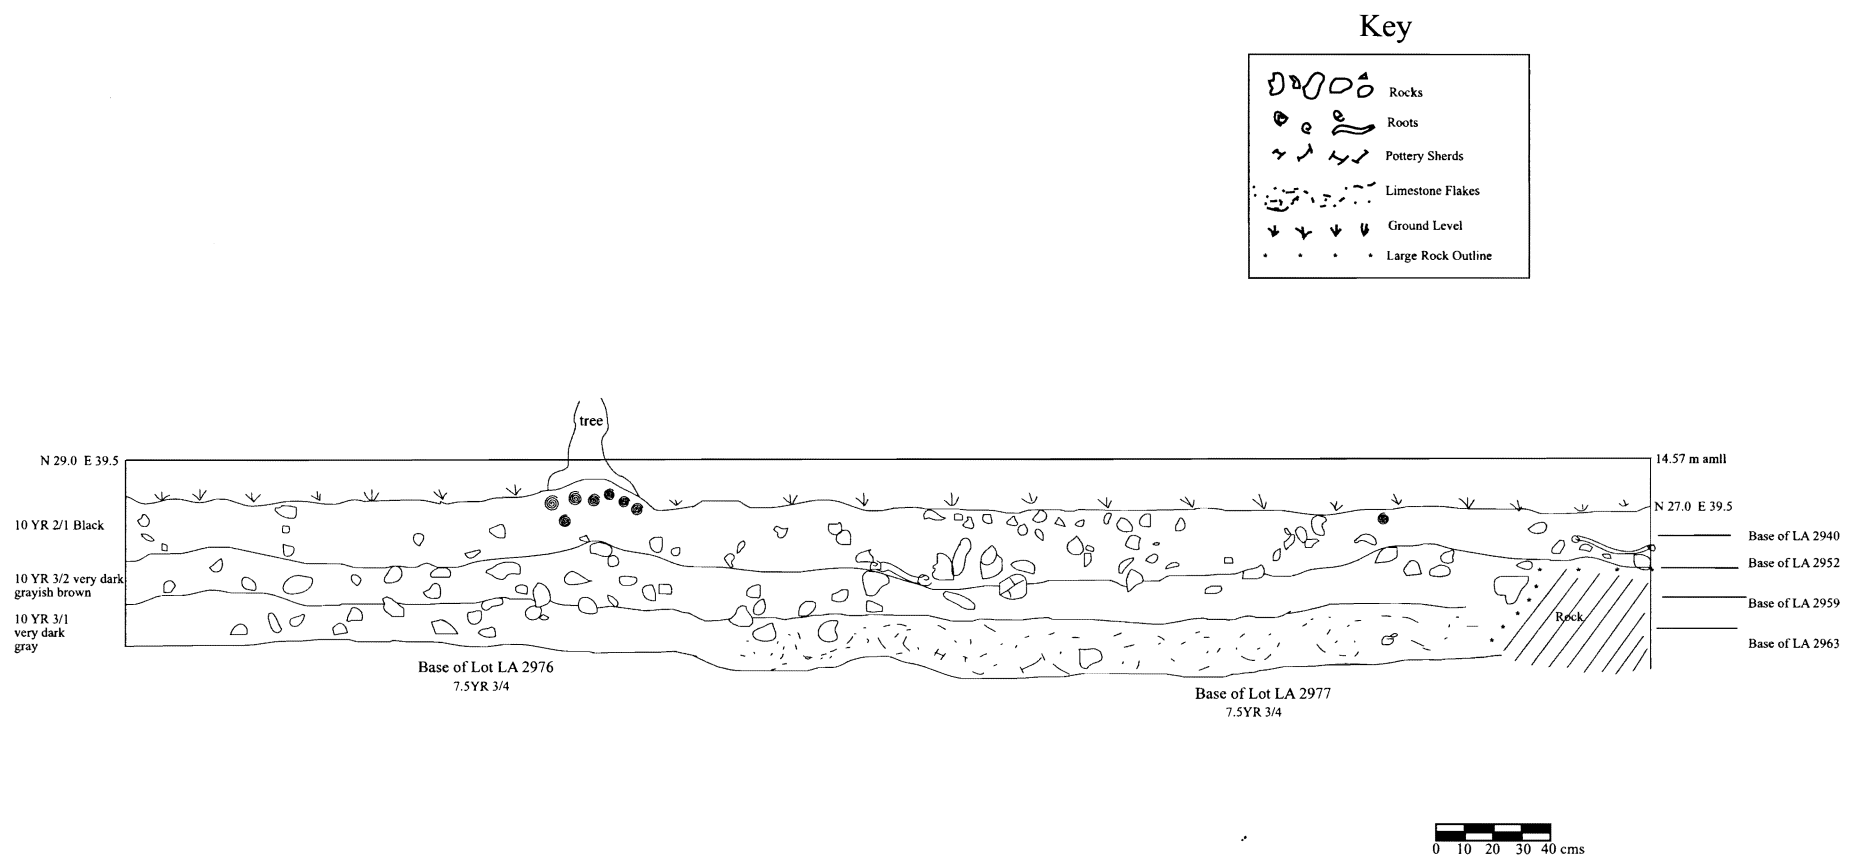 Key
Rocks
Roots
Pottery Sherds
Limestone Flakes
Ground Level
Large Rock Outline
tree
N 29.0 E 39.5
14.57 m amll
N 27.0 E 39.5
10 YR 2/1 Black
Base of LA 2940
Base of LA 2952
10 YR 3/2 very dark
grayish brown
Base of LA 2959
10 YR 3/1
very dark
gray
Rock
Base of LA 2963
Base of Lot LA 2976
7.5YR 3/4
Base of Lot LA 2977
7.5YR 3/4
0 10 20 30 40 cms